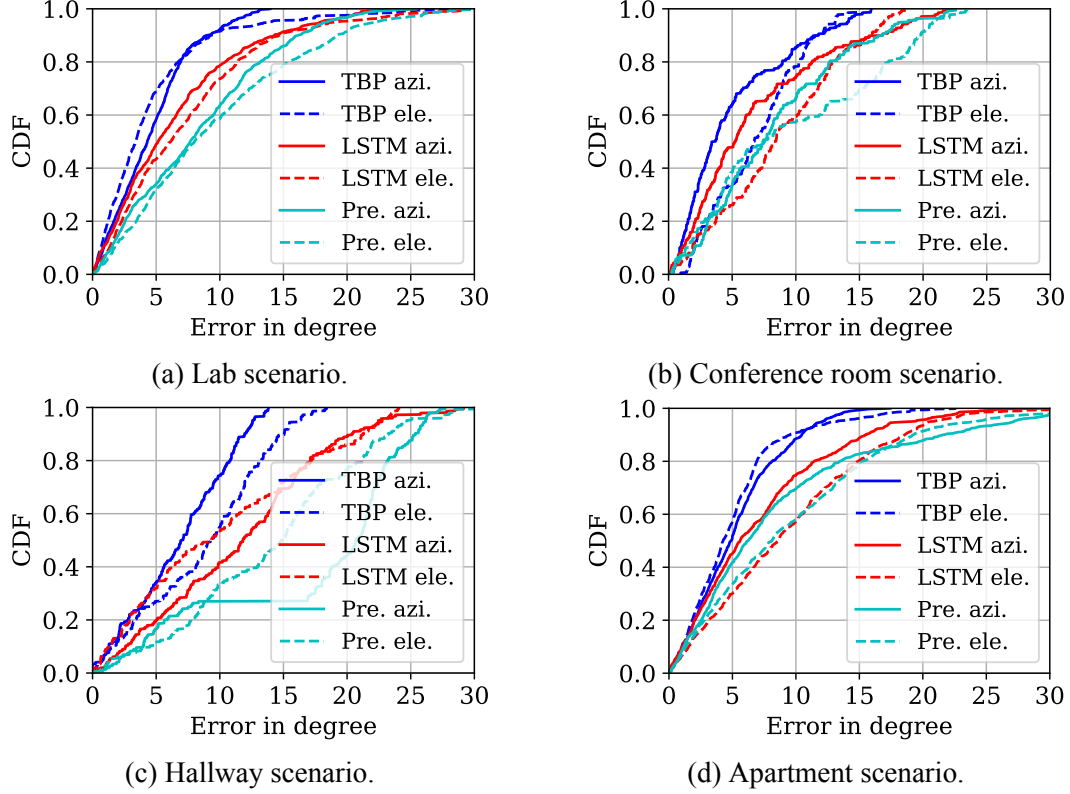 1.0
0.8
0.6
0.4
0.2
0.0
CDF
0 5 10 15 20 25 30
Error in degree
TBP azi.
TBP ele.
LSTM azi.
LSTM ele.
Pre. azi.
Pre. ele.
(a) Lab scenario.
1.0
0.8
0.6
0.4
0.2
0.0
CDF
0 5 10 15 20 25 30
Error in degree
TBP azi.
TBP ele.
LSTM azi.
LSTM ele.
Pre. azi.
Pre. ele.
(b) Conference room scenario.
1.0
0.8
0.6
0.4
0.2
0.0
CDF
0 5 10 15 20 25 30
Error in degree
TBP azi.
TBP ele.
LSTM azi.
LSTM ele.
Pre. azi.
Pre. ele.
(c) Hallway scenario.
1.0
0.8
0.6
0.4
0.2
0.0
CDF
0 5 10 15 20 25 30
Error in degree
TBP azi.
TBP ele.
LSTM azi.
LSTM ele.
Pre. azi.
Pre. ele.
(d) Apartment scenario.